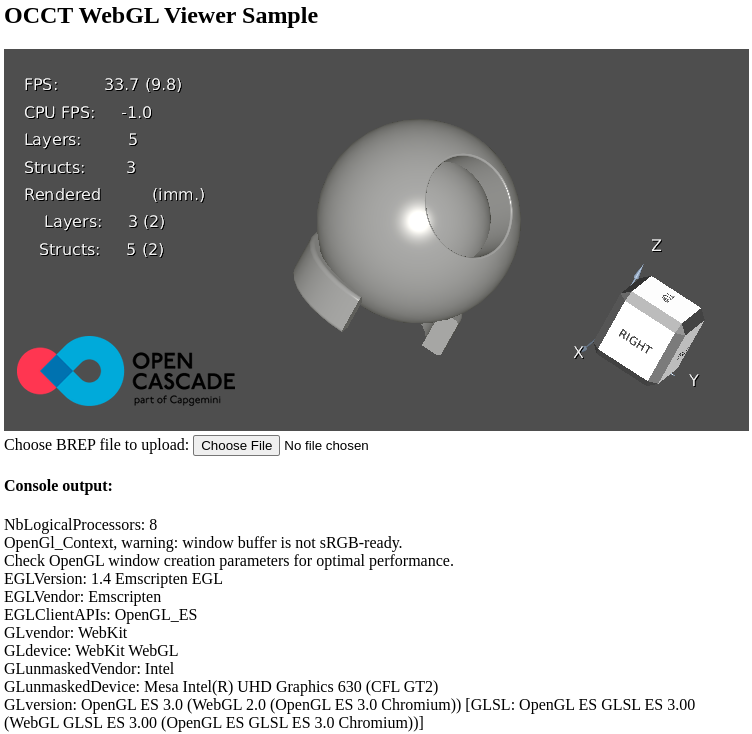 OCCT WebGL Viewer Sample
FPS: 33.7 (9.8)
CPU FPS: -1.0
Layers: 5
Structs: 3
Rendered (imm.)
Layers: 3 (2)
Structs: 5 (2)
Z
RIGHT
X
Y
OPEN
CASCADE
part of Capgemini
Choose BREP file to upload: Choose File No file chosen
Console output:
NbLogicalProcessors: 8
OpenGl_Context, warning: window buffer is not sRGB-ready.
Check OpenGL window creation parameters for optimal performance.
EGLVersion: 1.4 Emscripten EGL
EGLVendor: Emscripten
EGLClientAPIs: OpenGL_ES
GLvendor: WebKit
GLdevice: WebKit WebGL
GLunmaskedVendor: Intel
GLunmaskedDevice: Mesa Intel(R) UHD Graphics 630 (CFL GT2)
GLversion: OpenGL ES 3.0 (WebGL 2.0 (OpenGL ES 3.0 Chromium)) [GLSL: OpenGL ES GLSL ES 3.00
(WebGL GLSL ES 3.00 (OpenGL ES GLSL ES 3.0 Chromium))]